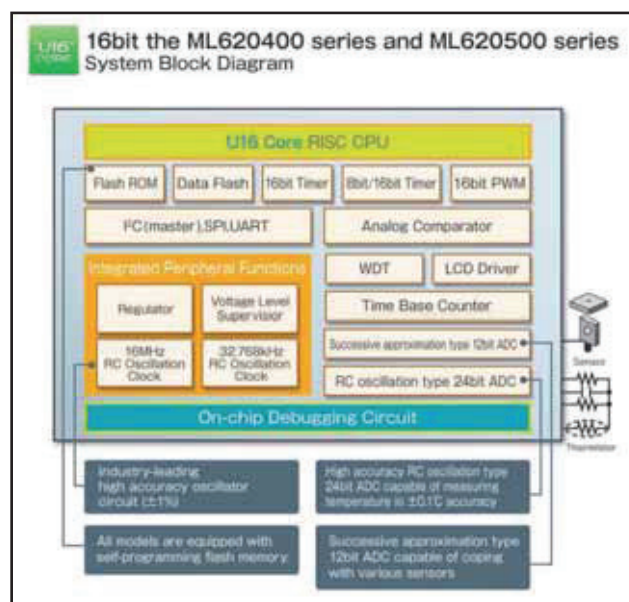 U16
CORE
16bit the ML620400 series and ML620500 series
System Block Diagram
U16 Core RISC CPU
Flash ROM
Data Flash
16bit Timer
8bit/16bit Timer
16bit PWM
I²C(master),SPI,UART
Analog Comparator
Integrated Peripheral Functions
Regulator
Voltage Level
Supervisior
16MHz
RC Oscillation
Clock
32.768kHz
RC Oscillation
Clock
WDT
LCD Driver
Time Base Counter
Successive approximation type 12bit ADC
RC oscillation type 24bit ADC
On-chip Debugging Circuit
Sensor
Thermistor
Industry-leading
high accuracy oscillator
circuit (±1%)
High accuracy RC oscillation type
24bit ADC capable of measuring
temperature in ±0.1℃ accuracy
All models are equipped with
self-programming flash memory.
Successive approximation type
12bit ADC capable of coping
with various sensors